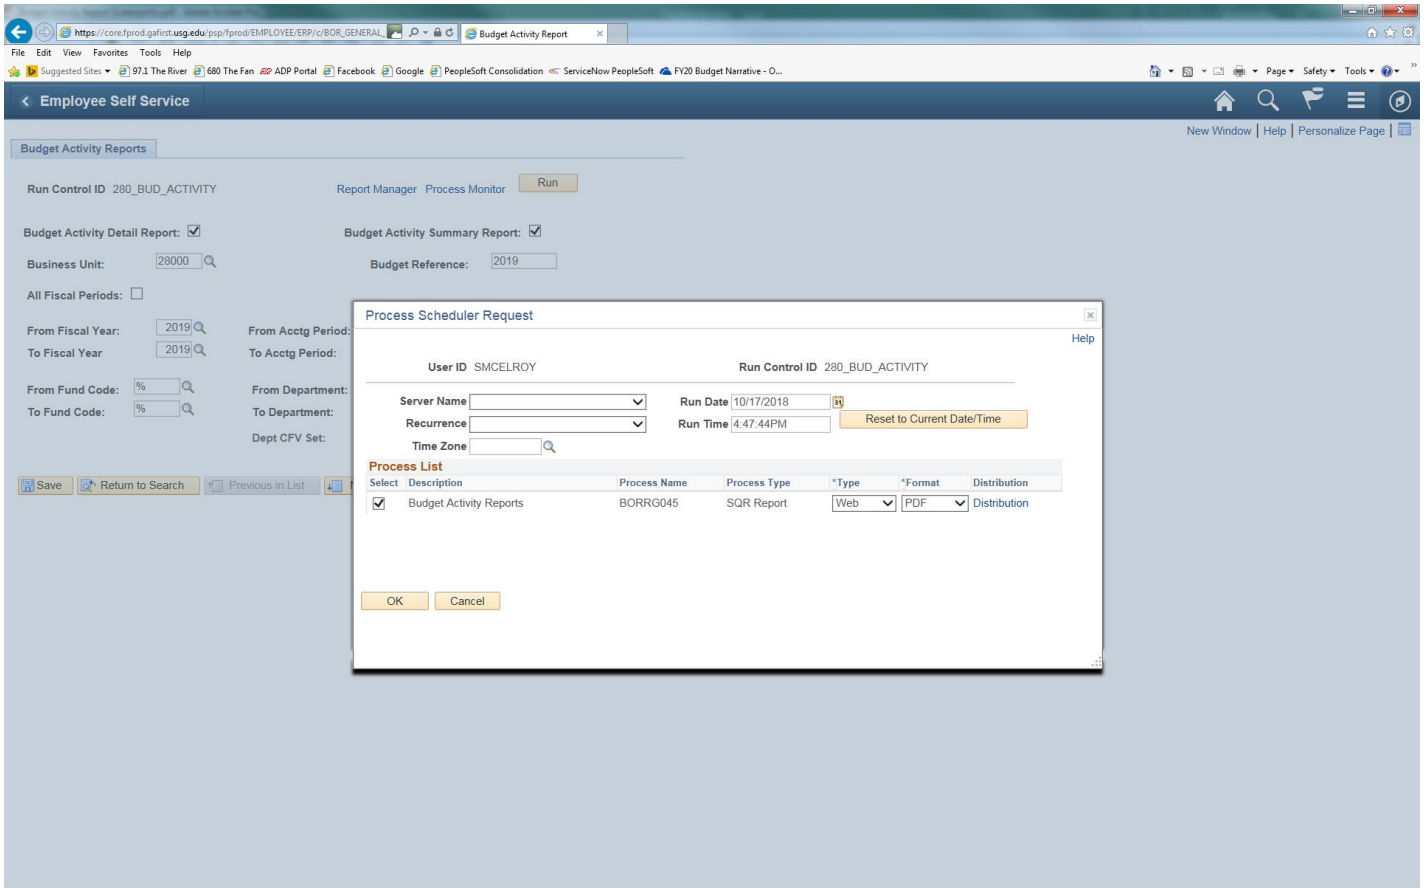 https://core.fprod.gafirst.usg.edu/psp/fprod/EMPLOYEE/ERP/c/BOR_GENERAL_ Budget Activity Report
File Edit View Favorites Tools Help
Suggested Sites 97.1 The River 680 The Fan ADP Portal Facebook Google PeopleSoft Consolidation ServiceNow PeopleSoft FY20 Budget Narrative - O... Page Safety Tools
Employee Self Service
New Window | Help | Personalize Page |
Budget Activity Reports
Run Control ID 280_BUD_ACTIVITY Report Manager Process Monitor Run
Budget Activity Detail Report: Budget Activity Summary Report:
Business Unit: 28000 Budget Reference: 2019
All Fiscal Periods:
From Fiscal Year: 2019 From Acctg Period:
To Fiscal Year 2019 To Acctg Period:
From Fund Code: % From Department:
To Fund Code: % To Department:
Dept CFV Set:
Save Return to Search Previous in List
Process Scheduler Request
Help
User ID SMCELROY Run Control ID 280_BUD_ACTIVITY
Server Name Run Date 10/17/2018
Recurrence Run Time 4:47:44PM Reset to Current Date/Time
Time Zone
Process List
Select Description Process Name Process Type *Type *Format Distribution
Budget Activity Reports BORRG045 SQR Report Web PDF Distribution
OK Cancel